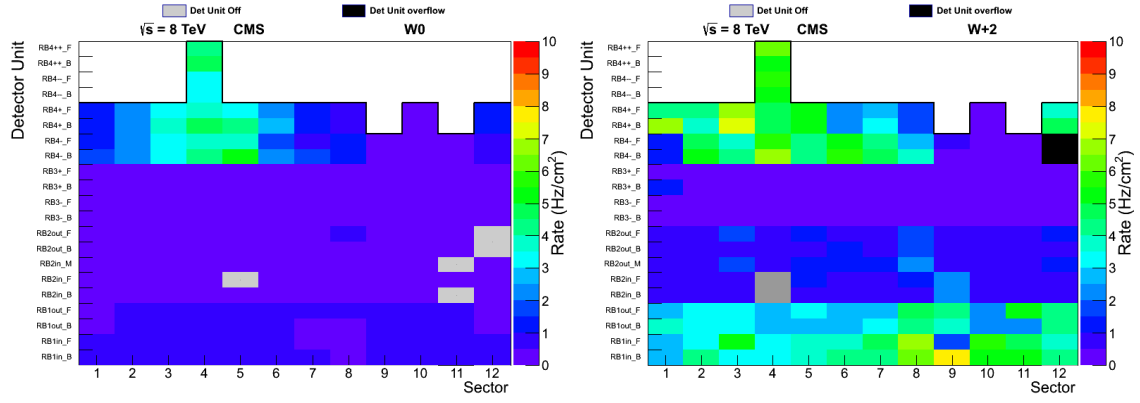 Det Unit Off Det Unit overflow
√s = 8 TeV CMS W0
Detector Unit
RB4++_F
RB4++_B
RB4--_F
RB4--_B
RB4+_F
RB4+_B
RB4-_F
RB4-_B
RB3+_F
RB3+_B
RB3-_F
RB3-_B
RB2out_F
RB2out_B
RB2in_M
RB2in_F
RB2in_B
RB1out_F
RB1out_B
RB1in_F
RB1in_B
1 2 3 4 5 6 7 8 9 10 11 12
Sector
10
9
8
7
6
5
4
3
2
1
0
Rate (Hz/cm²)
Det Unit Off Det Unit overflow
√s = 8 TeV CMS W+2
Detector Unit
RB4++_F
RB4++_B
RB4--_F
RB4--_B
RB4+_F
RB4+_B
RB4-_F
RB4-_B
RB3+_F
RB3+_B
RB3-_F
RB3-_B
RB2out_F
RB2out_B
RB2out_M
RB2in_F
RB2in_B
RB1out_F
RB1out_B
RB1in_F
RB1in_B
1 2 3 4 5 6 7 8 9 10 11 12
Sector
10
9
8
7
6
5
4
3
2
1
0
Rate (Hz/cm²)